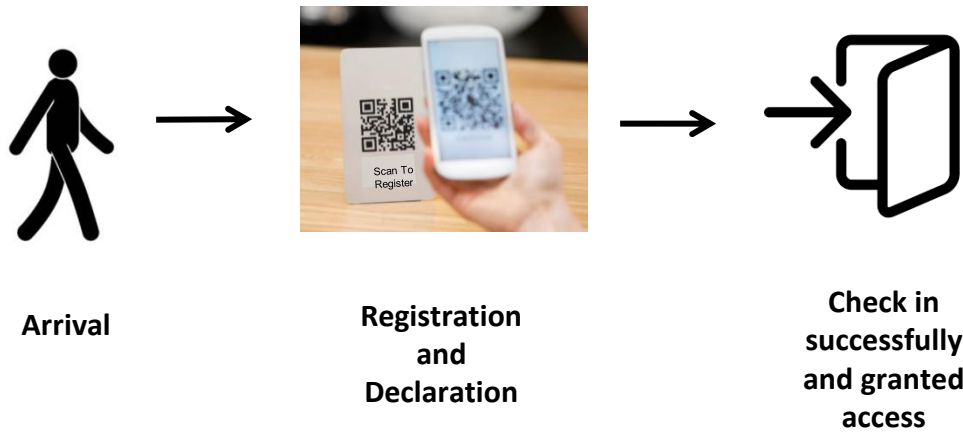 Scan To
Register
Arrival
Registration
and
Declaration
Check in
successfully
and granted
access